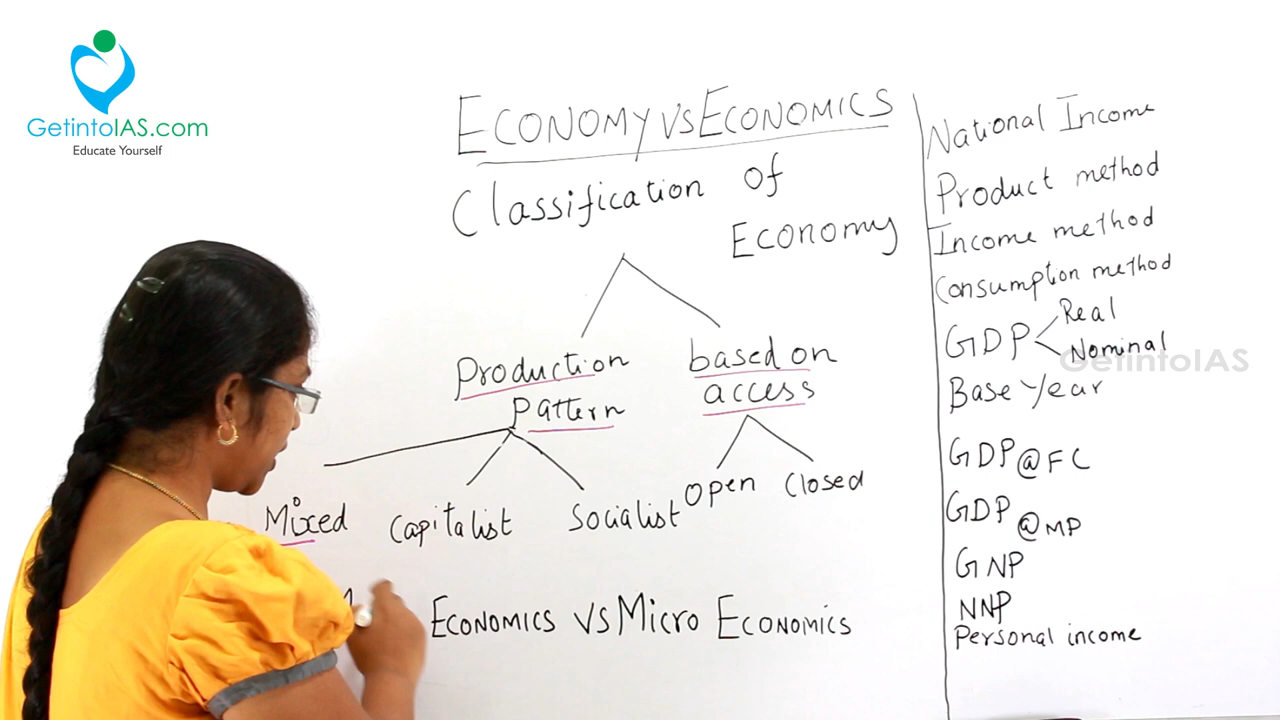 GetintoIAS.com
Educate Yourself
ECONOMY VS ECONOMICS
Classification of
Economy
Production
Pattern
based on
access
Mixed
Capitalist
Socialist
Open
Closed
ECONOMICS VS MICRO ECONOMICS
National Income
Product method
Income method
Consumption method
GDP
Real
Nominal
GetintoIAS
Base Year
GDP @FC
GDP @MP
GNP
NNP
Personal income